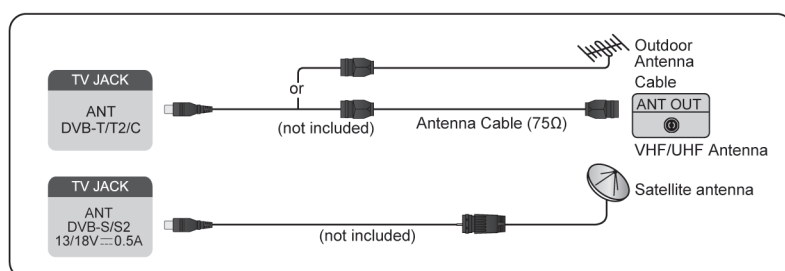 TV JACK
ANT
DVB-T/T2/C
or
(not included)
Antenna Cable (75Ω)
Outdoor
Antenna
Cable
ANT OUT
VHF/UHF Antenna
TV JACK
ANT
DVB-S/S2
13/18V⎓0.5A
(not included)
Satellite antenna